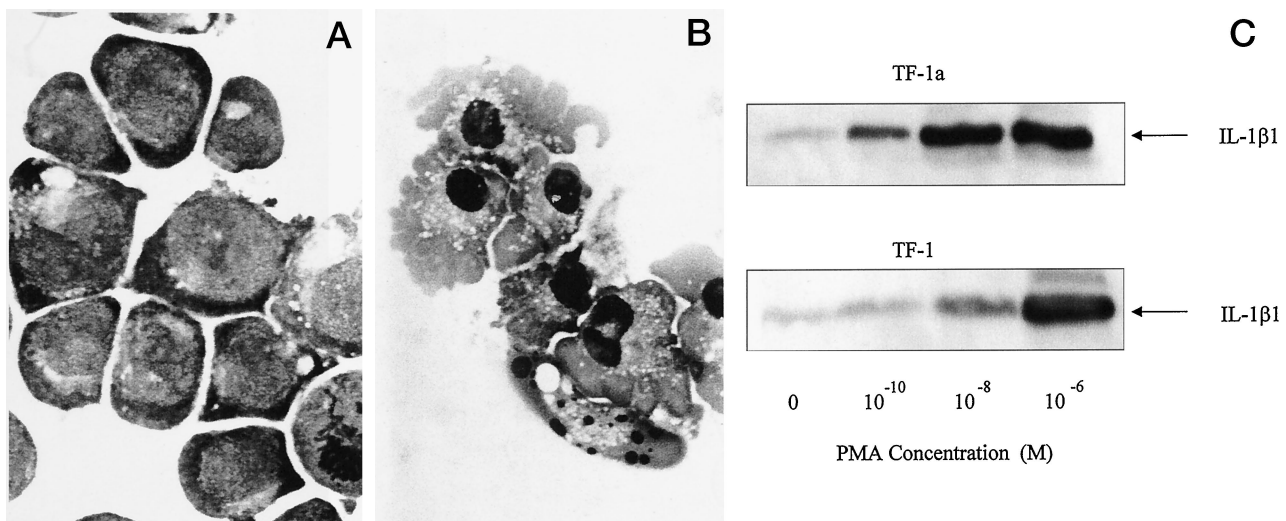 A
B
C
TF-1a
IL-1β1
TF-1
IL-1β1
0 10⁻¹⁰ 10⁻⁸ 10⁻⁶
PMA Concentration (M)